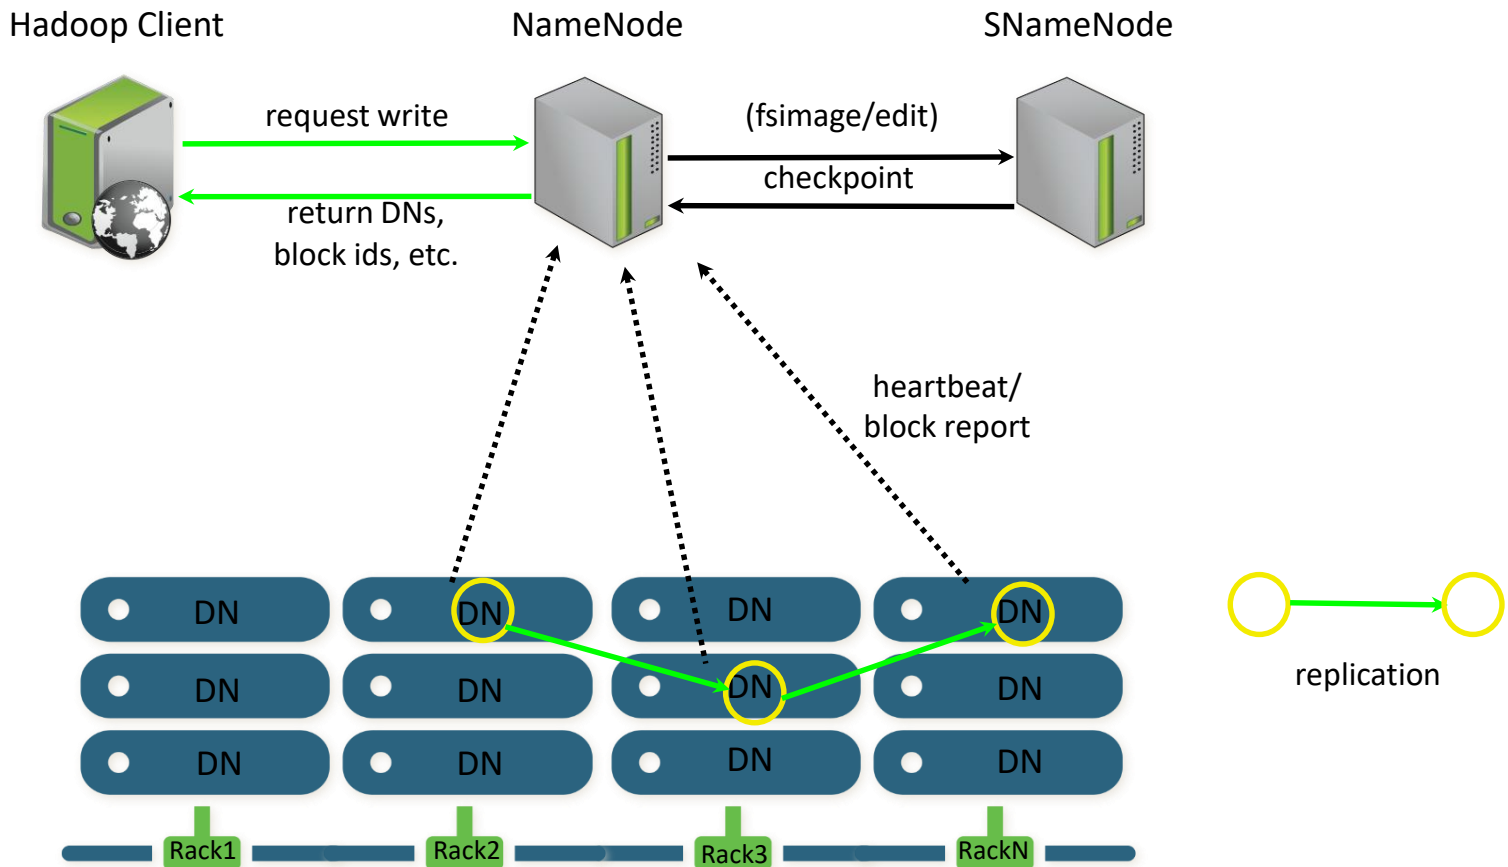 Hadoop Client
NameNode
SNameNode
request write
(fsimage/edit)
checkpoint
return DNs,
block ids, etc.
heartbeat/
block report
DN
DN
DN
DN
DN
DN
DN
DN
replication
DN
DN
DN
DN
Rack1
Rack2
Rack3
RackN